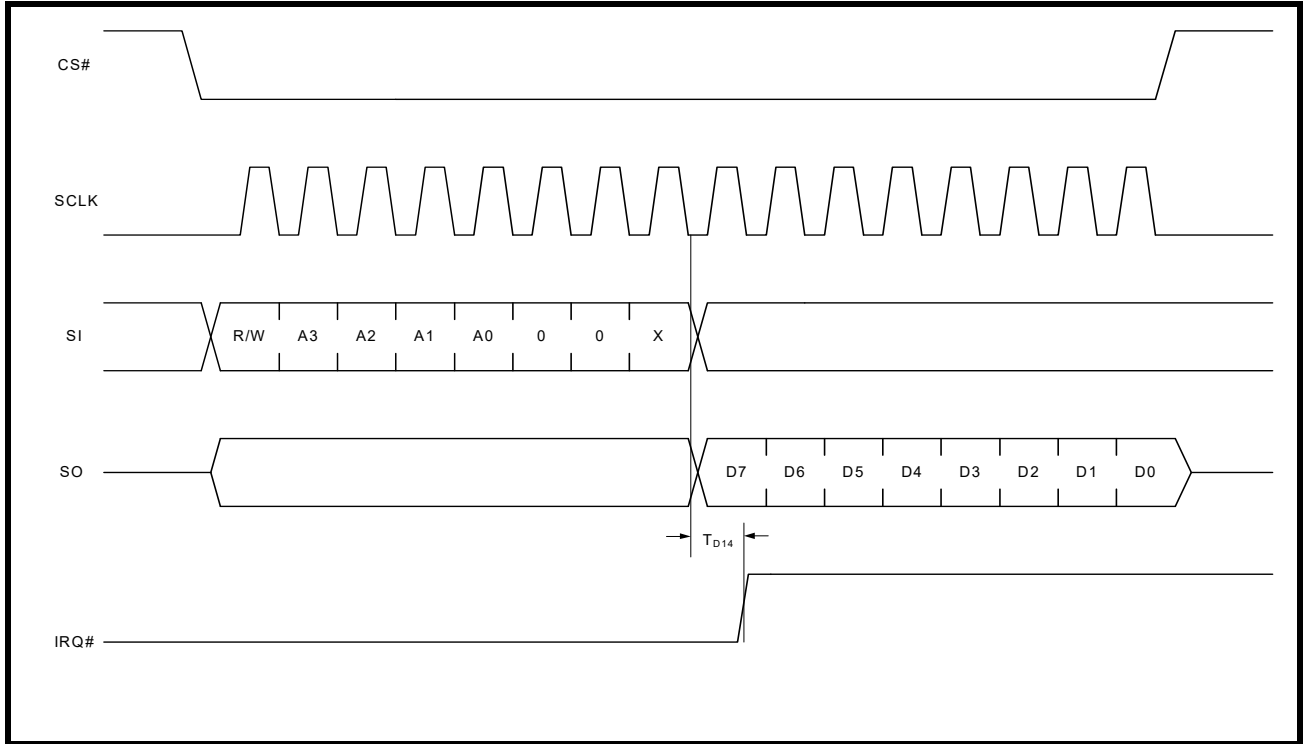 CS#
SCLK
SI
R/W A3 A2 A1 A0 0 0 X
SO
D7 D6 D5 D4 D3 D2 D1 D0
TD14
IRQ#